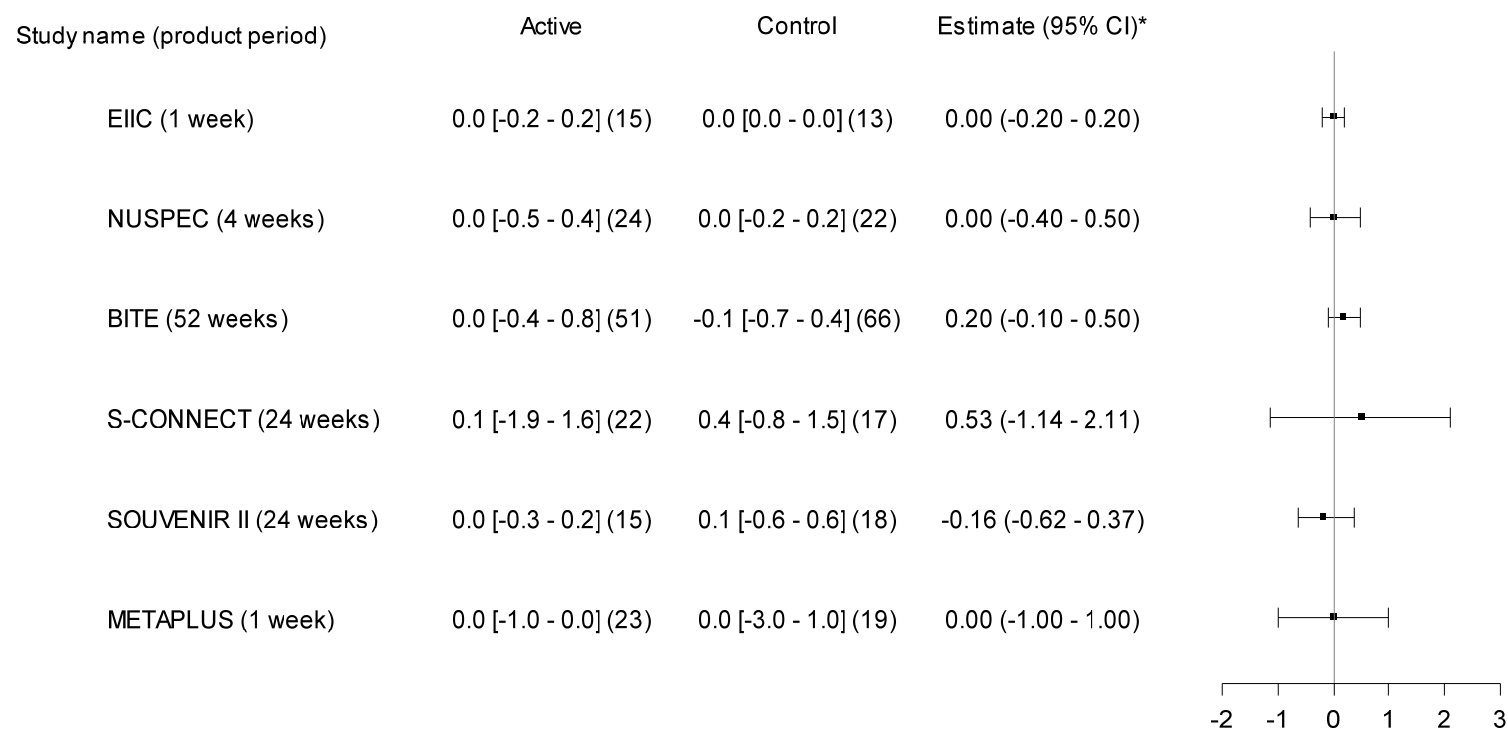 Study name (product period) Active Control Estimate (95% CI)*
EIIC (1 week) 0.0 [-0.2 - 0.2] (15) 0.0 [0.0 - 0.0] (13) 0.00 (-0.20 - 0.20)
NUSPEC (4 weeks) 0.0 [-0.5 - 0.4] (24) 0.0 [-0.2 - 0.2] (22) 0.00 (-0.40 - 0.50)
BITE (52 weeks) 0.0 [-0.4 - 0.8] (51) -0.1 [-0.7 - 0.4] (66) 0.20 (-0.10 - 0.50)
S-CONNECT (24 weeks) 0.1 [-1.9 - 1.6] (22) 0.4 [-0.8 - 1.5] (17) 0.53 (-1.14 - 2.11)
SOUVENIR II (24 weeks) 0.0 [-0.3 - 0.2] (15) 0.1 [-0.6 - 0.6] (18) -0.16 (-0.62 - 0.37)
METAPLUS (1 week) 0.0 [-1.0 - 0.0] (23) 0.0 [-3.0 - 1.0] (19) 0.00 (-1.00 - 1.00)
-2 -1 0 1 2 3